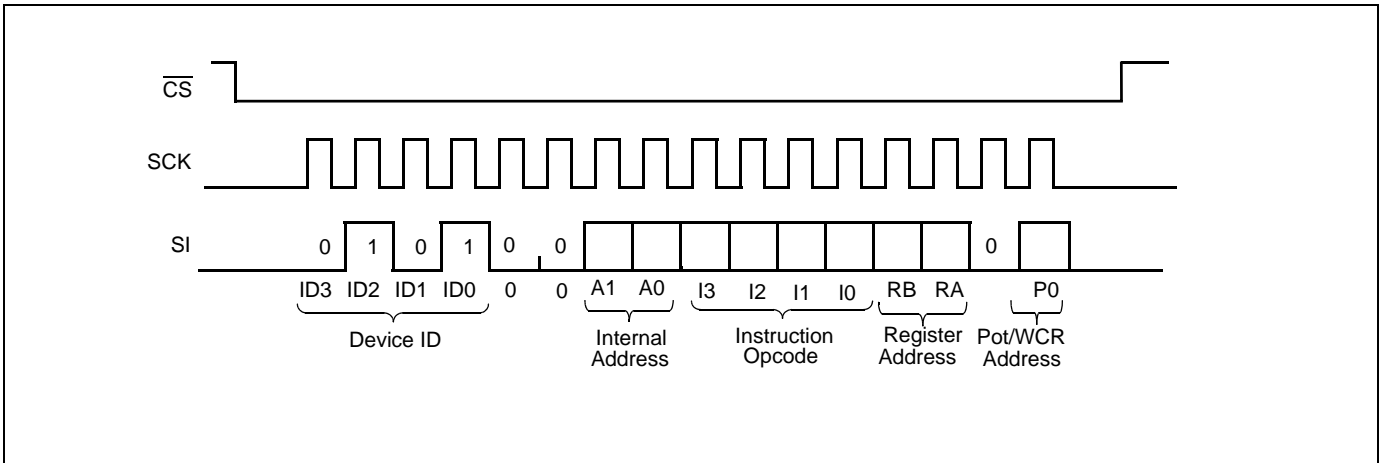 CS
SCK
SI
0 1 0 1 0 0 0
ID3 ID2 ID1 ID0 0 0 A1 A0 I3 I2 I1 I0 RB RA P0
Device ID
Internal Address
Instruction Opcode
Register Address
Pot/WCR Address